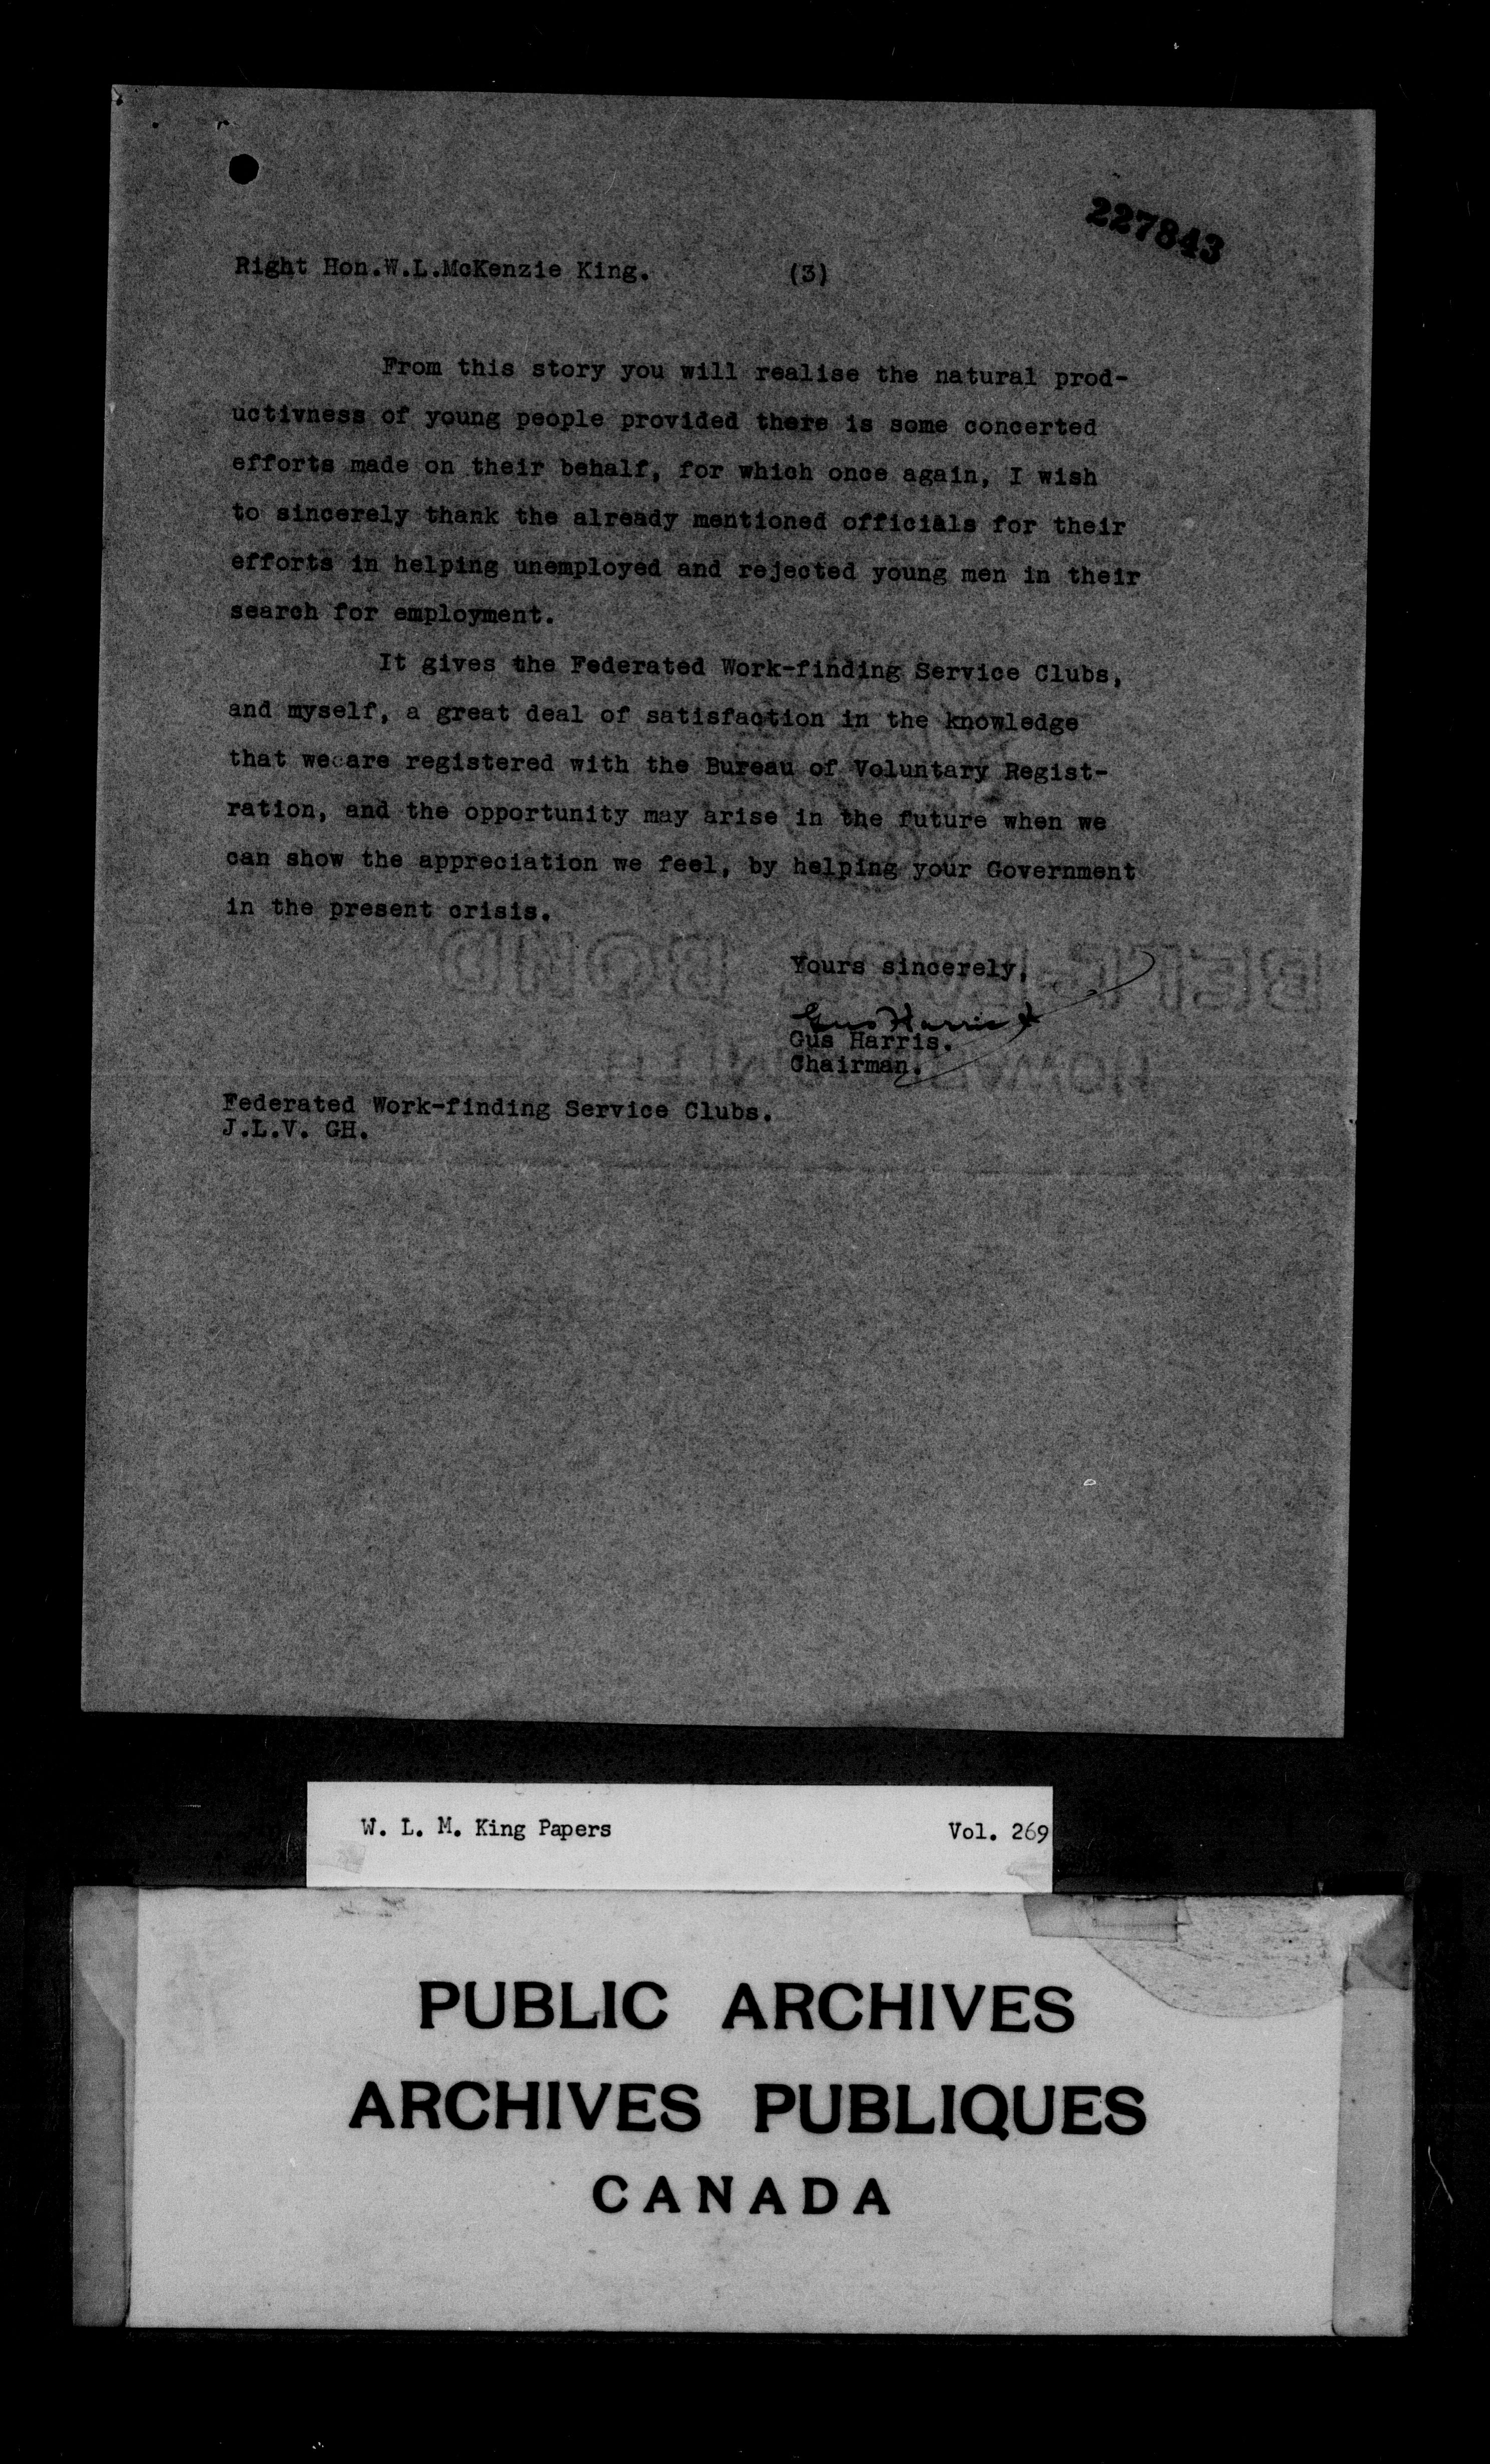 227843
Right Hon.W.L.McKenzie King. (3)
From this story you will realise the natural prod-
uctivness of young people provided there is some concerted
efforts made on their behalf, for which once again, I wish
to sincerely thank the already mentioned officials for their
efforts in helping unemployed and rejected young men in their
search for employment.
It gives the Federated Work-finding Service Clubs,
and myself, a great deal of satisfaction in the knowledge
that we are registered with the Bureau of Voluntary Regist-
ration, and the opportunity may arise in the future when we
can show the appreciation we feel, by helping your Government
in the present crisis.
Yours sincerely,
Gus Harris
Gus Harris.
Chairman.
Federated Work-finding Service Clubs.
J.L.V. GH.
W. L. M. King Papers Vol. 269
PUBLIC ARCHIVES
ARCHIVES PUBLIQUES
CANADA